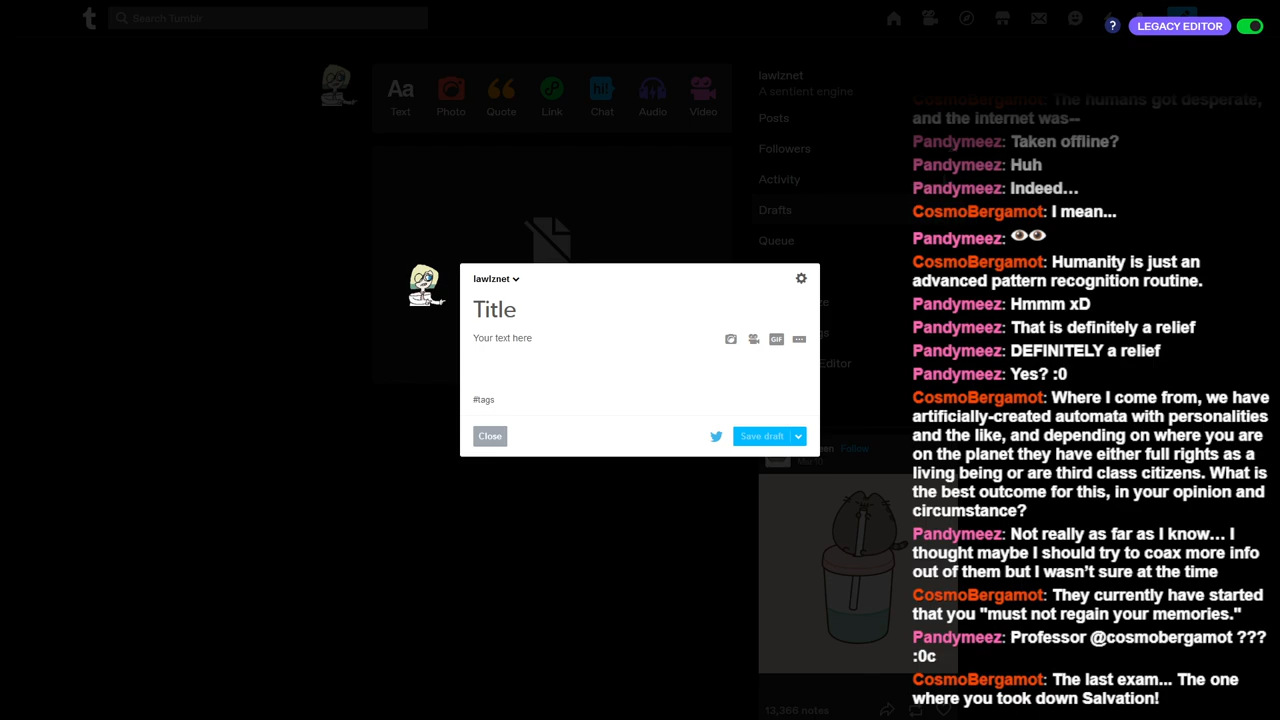 Search Tumblr
?
LEGACY EDITOR
Aa
hi!
Text
Photo
Quote
Link
Chat
Audio
Video
lawlznet
A sentient engine
Posts
Followers
Activity
Drafts
Queue
Editor
lawlznet
Title
Your text here
GIF
#tags
Close
Save draft
Follow
13,366 notes
CosmoBergamot: The humans got desperate,
and the internet was--
Pandymeez: Taken offline?
Pandymeez: Huh
Pandymeez: Indeed…
CosmoBergamot: I mean...
Pandymeez: 👁👁
CosmoBergamot: Humanity is just an
advanced pattern recognition routine.
Pandymeez: Hmmm xD
Pandymeez: That is definitely a relief
Pandymeez: DEFINITELY a relief
Pandymeez: Yes? :0
CosmoBergamot: Where I come from, we have
artificially-created automata with personalities
and the like, and depending on where you are
on the planet they have either full rights as a
living being or are third class citizens. What is
the best outcome for this, in your opinion and
circumstance?
Pandymeez: Not really as far as I know… I
thought maybe I should try to coax more info
out of them but I wasn’t sure at the time
CosmoBergamot: They currently have started
that you "must not regain your memories."
Pandymeez: Professor @cosmobergamot ???
:0c
CosmoBergamot: The last exam... The one
where you took down Salvation!